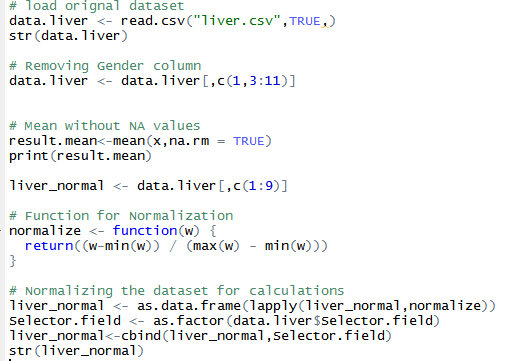 # load orignal dataset
data.liver <- read.csv("liver.csv",TRUE,)
str(data.liver)
# Removing Gender column
data.liver <- data.liver[,c(1,3:11)]
# Mean without NA values
result.mean<-mean(x,na.rm = TRUE)
print(result.mean)
liver_normal <- data.liver[,c(1:9)]
# Function for Normalization
normalize <- function(w) {
  return((w-min(w)) / (max(w) - min(w)))
}
# Normalizing the dataset for calculations
liver_normal <- as.data.frame(lapply(liver_normal,normalize))
Selector.field <- as.factor(data.liver$Selector.field)
liver_normal<-cbind(liver_normal,Selector.field)
str(liver_normal)